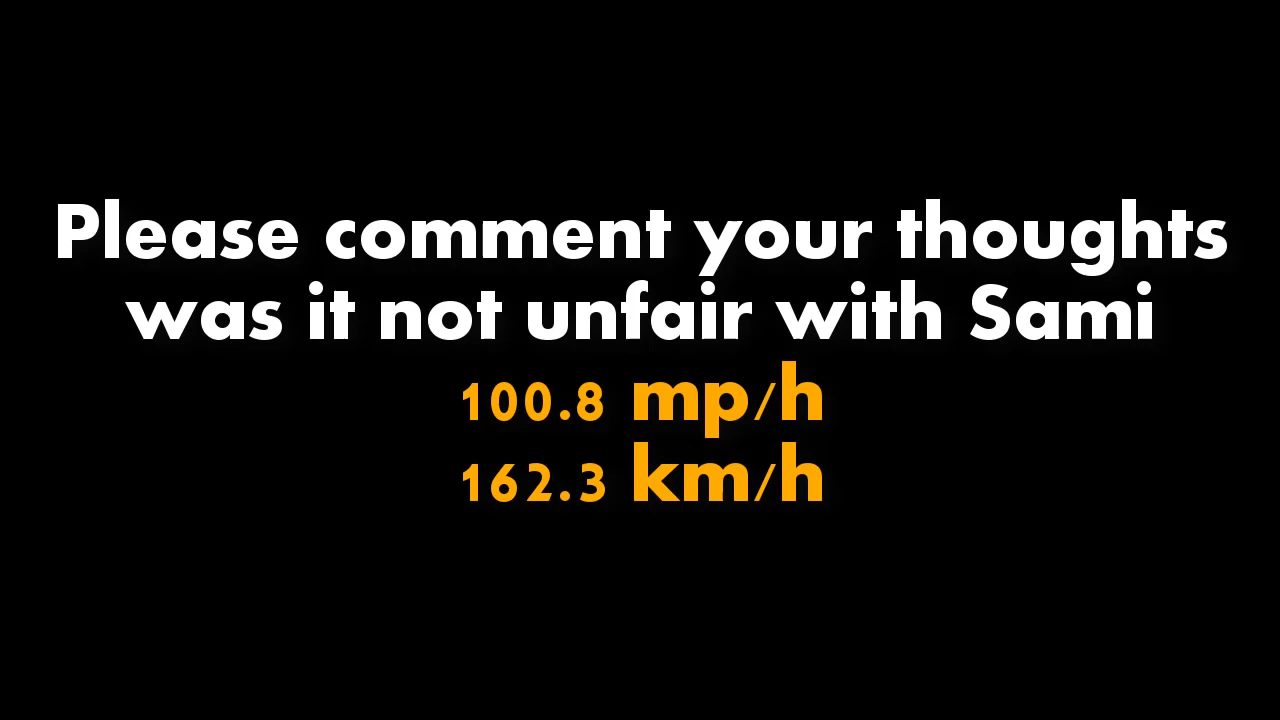 Please comment your thoughts
was it not unfair with Sami
100.8 mp/h
162.3 km/h